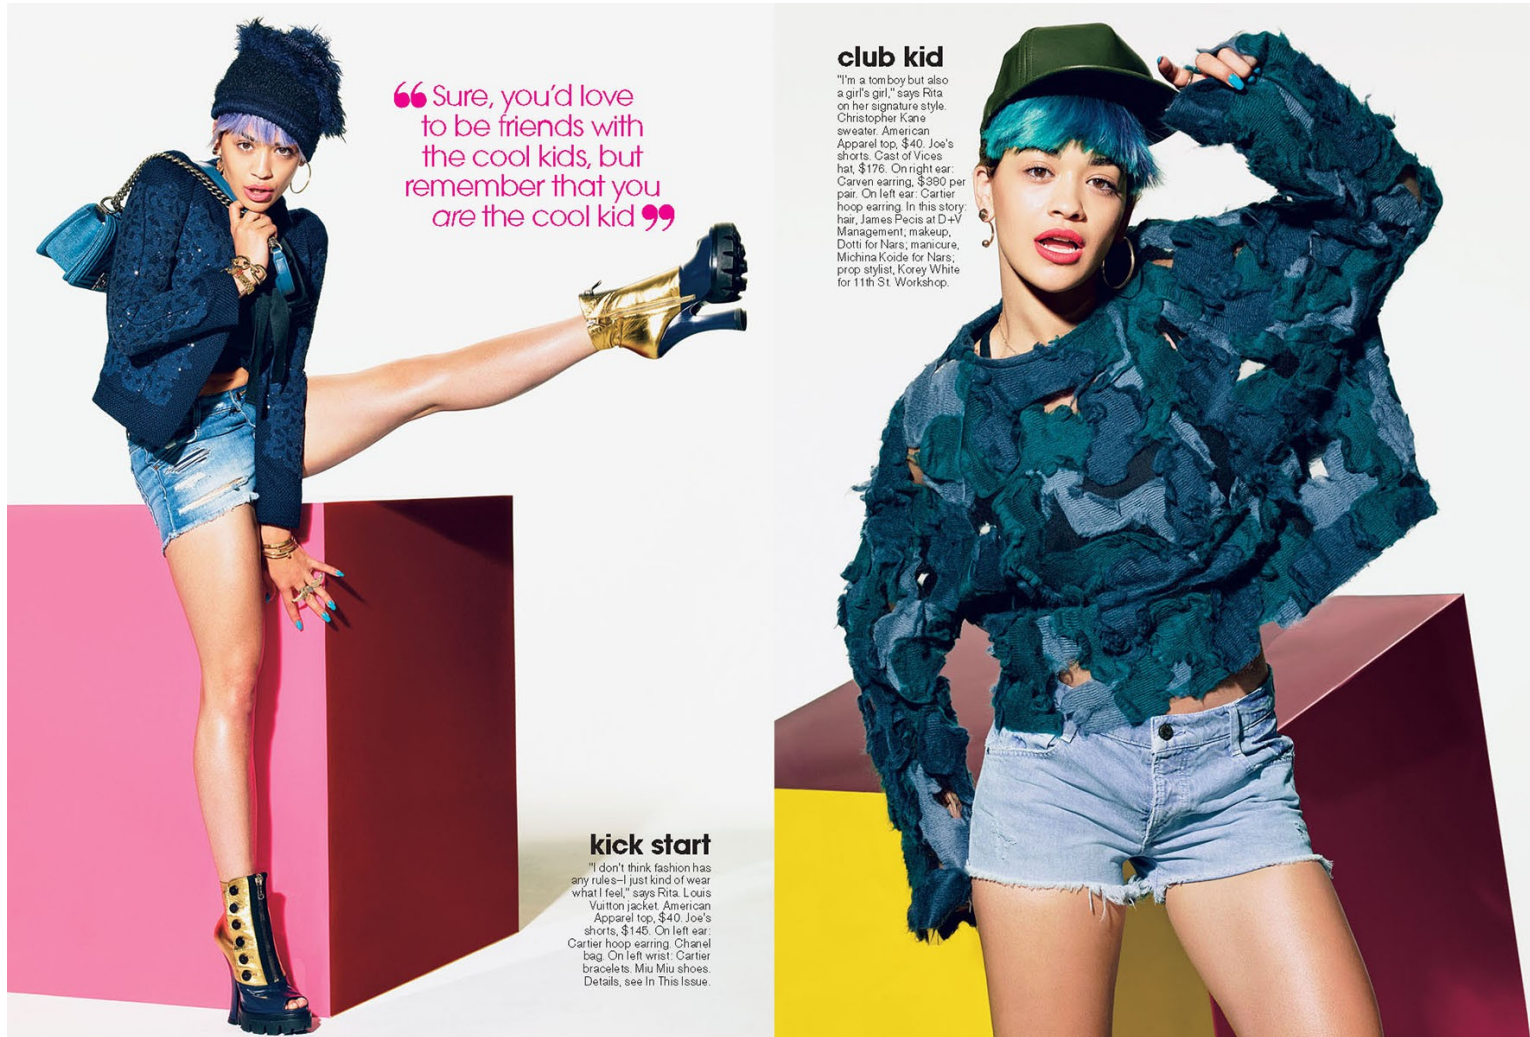 “Sure, you’d love
to be friends with
the cool kids, but
remember that you
are the cool kid”
kick start
"I don't think fashion has
any rules–I just kind of wear
what I feel," says Rita. Louis
Vuitton jacket. American
Apparel top, $40. Joe's
shorts, $145. On left ear:
Cartier hoop earring. Chanel
bag. On left wrist: Cartier
bracelets. Miu Miu shoes.
Details, see In This Issue.
club kid
"I'm a tomboy but also
a girl's girl," says Rita
on her signature style.
Christopher Kane
sweater. American
Apparel top, $40. Joe's
shorts. Cast of Vices
hat, $176. On right ear:
Carven earring, $380 per
pair. On left ear: Cartier
hoop earring. In this story:
hair, James Pecis at D+V
Management; makeup,
Dotti for Nars; manicure,
Michina Koide for Nars;
prop stylist, Korey White
for 11th St. Workshop.